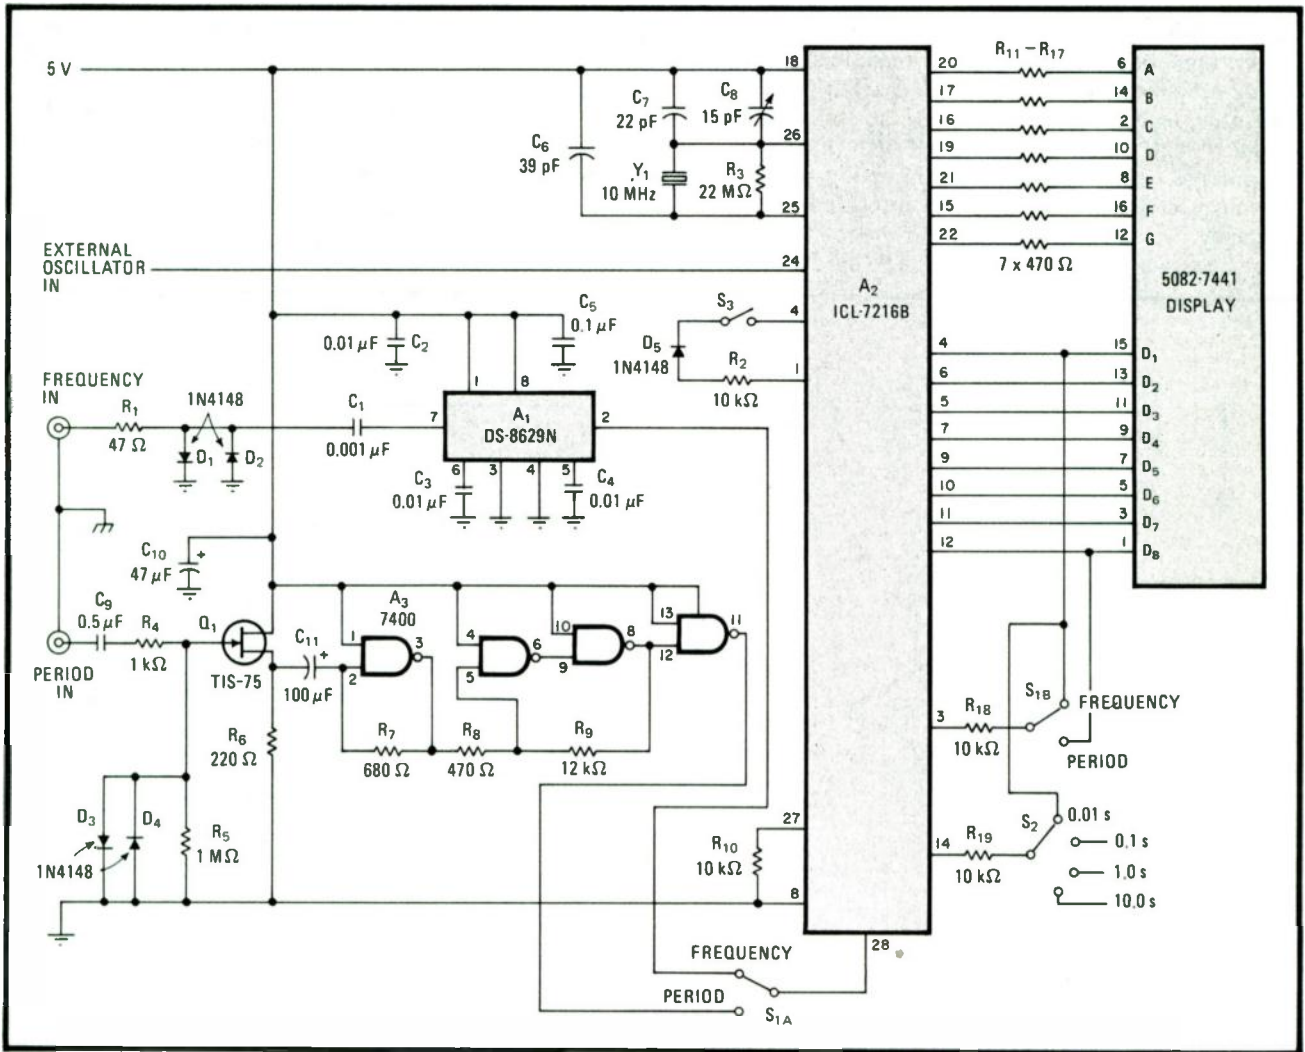 5 V
C7
22 pF
C8
15 pF
C6
39 pF
Y1
10 MHz
R3
22 MΩ
18
26
25
24
4
1
27
8
28
A2
ICL-7216B
R11 – R17
7 x 470 Ω
20
17
16
19
21
15
22
6 A
14 B
2 C
10 D
8 E
16 F
12 G
5082-7441
DISPLAY
4
6
5
7
9
10
11
12
15 D1
13 D2
11 D3
9 D4
7 D5
5 D6
3 D7
1 D8
EXTERNAL
OSCILLATOR
IN
S3
D5
1N4148
R2
10 kΩ
0.01 μF C2
C5
0.1 μF
FREQUENCY
IN
R1
47 Ω
1N4148
D1
D2
C1
0.001 μF
1
8
7
2
A1
DS-8629N
6
3
4
5
C3
0.01 μF
C4
0.01 μF
C10
47 μF
+
C9
0.5 μF
R4
1 kΩ
Q1
TIS-75
PERIOD
IN
C11
+
100 μF
A3
7400
1
2
3
4
5
6
10
9
8
13
12
11
R6
220 Ω
R7
680 Ω
R8
470 Ω
R9
12 kΩ
D3
D4
1N4148
R5
1 MΩ
R10
10 kΩ
3
R18
10 kΩ
S1B
FREQUENCY
PERIOD
14
R19
10 kΩ
S2
0.01 s
0.1 s
1.0 s
10.0 s
FREQUENCY
PERIOD
S1A